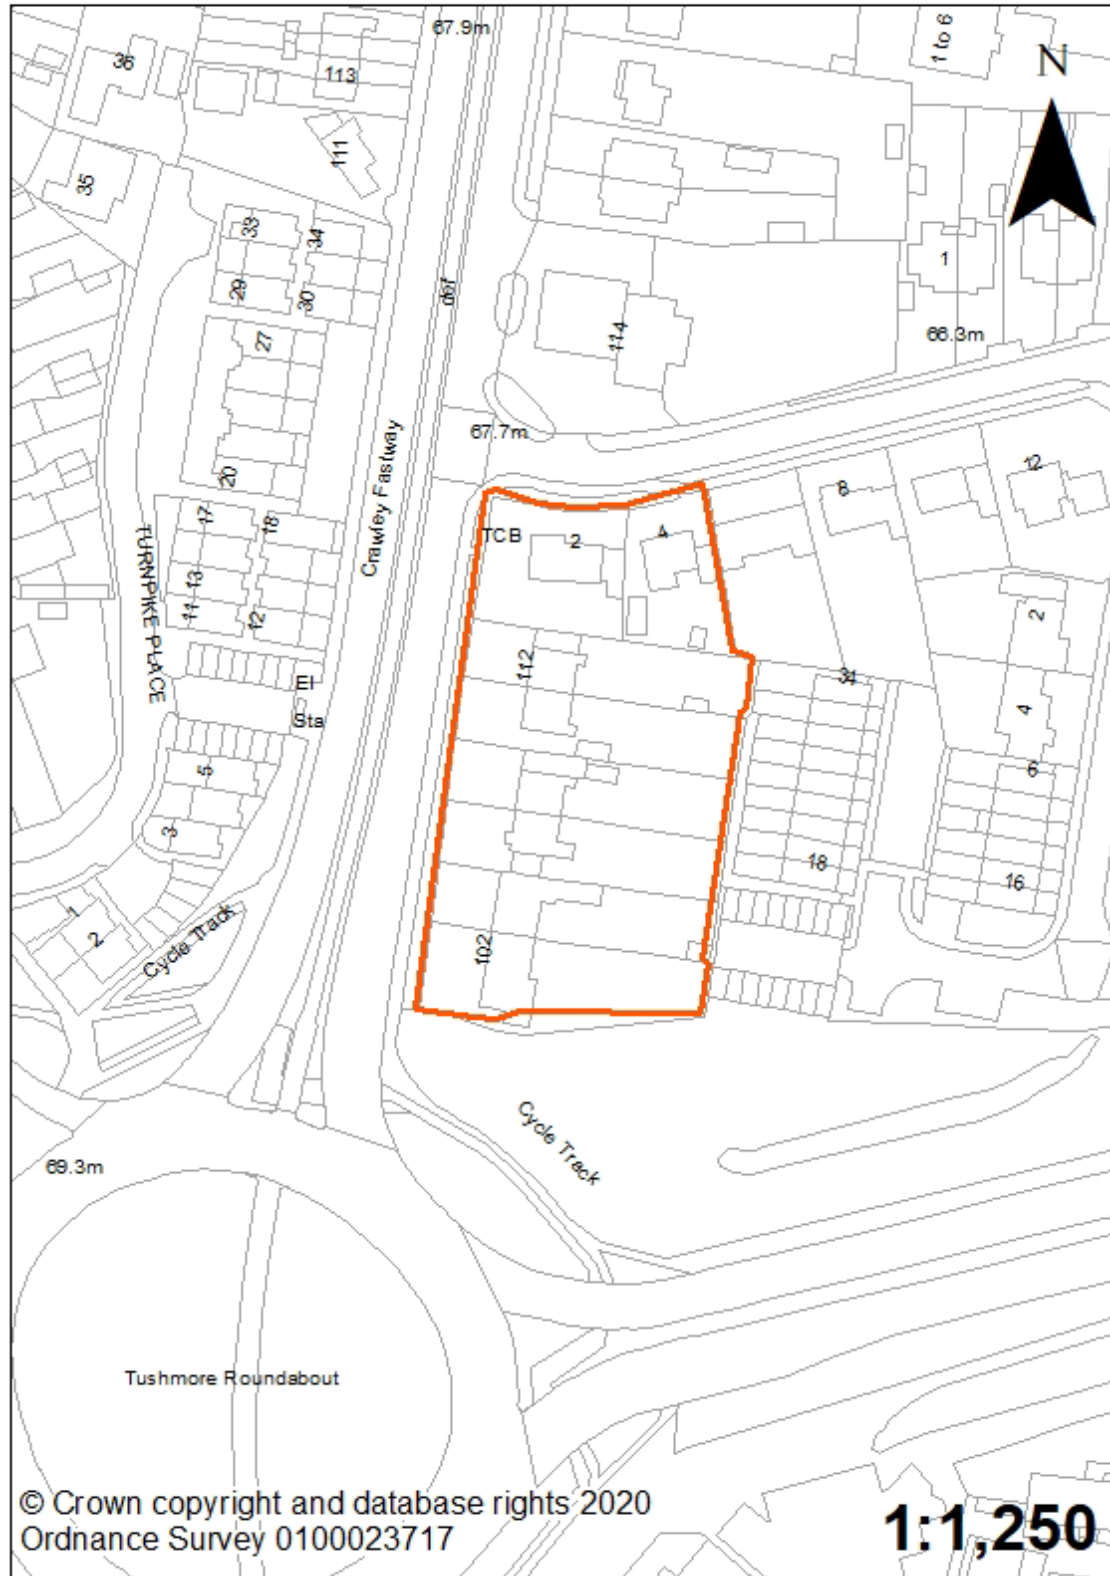 67.9m
1 to 6
36
113
N
111
35
33
34
1
29
30
def
27
114
66.3m
67.7m
Crawley Fastway
12
20
8
17
18
TCB
2
4
TURNPIKE PLACE
13
11
12
2
112
34
El
Sta
4
5
6
3
18
16
1
2
Cycle Track
102
Cycle Track
69.3m
Tushmore Roundabout
© Crown copyright and database rights 2020
Ordnance Survey 0100023717
1:1,250